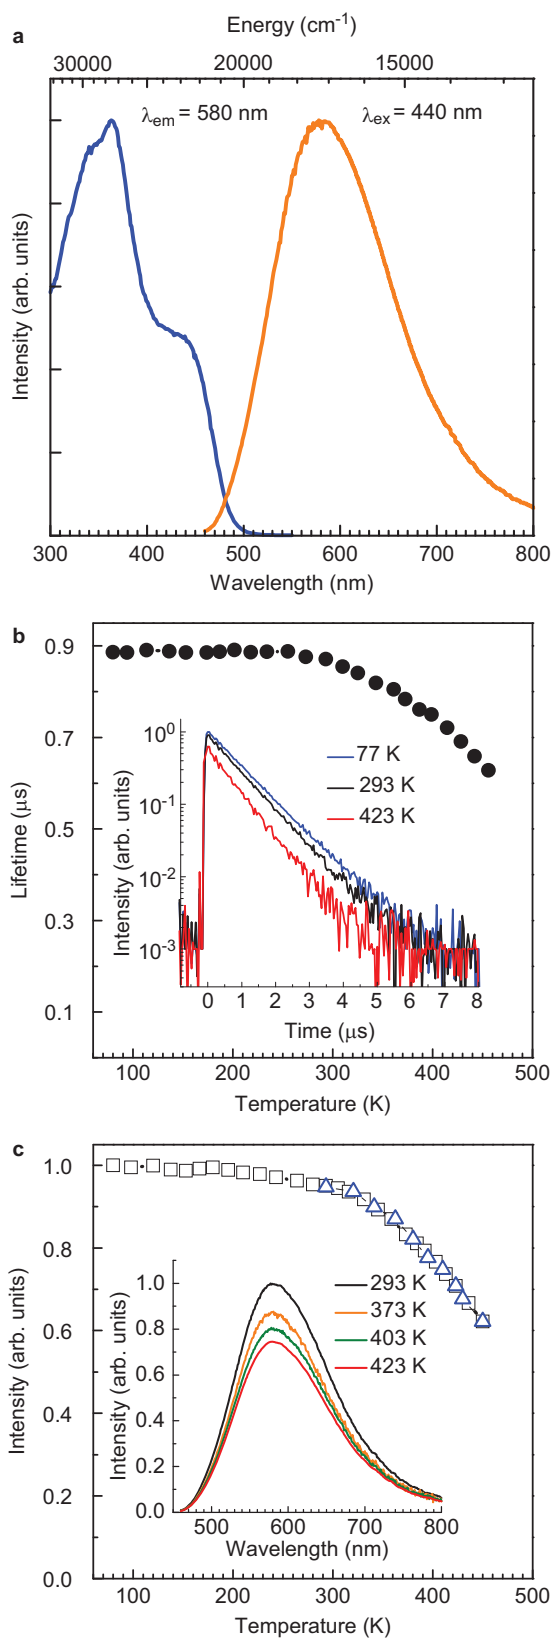 a
Energy (cm-1)
30000 20000 15000
λem = 580 nm λex = 440 nm
Intensity (arb. units)
300 400 500 600 700 800
Wavelength (nm)
b
0.9
0.7
0.5
0.3
0.1
Lifetime (μs)
100
10-1
10-2
10-3
Intensity (arb. units)
77 K
293 K
423 K
0 1 2 3 4 5 6 7 8
Time (μs)
100 200 300 400 500
Temperature (K)
c
1.0
0.8
0.6
0.4
0.2
0.0
Intensity (arb. units)
1.0
0.8
0.6
0.4
0.2
0.0
Intensity (arb. units)
293 K
373 K
403 K
423 K
500 600 700 800
Wavelength (nm)
100 200 300 400 500
Temperature (K)